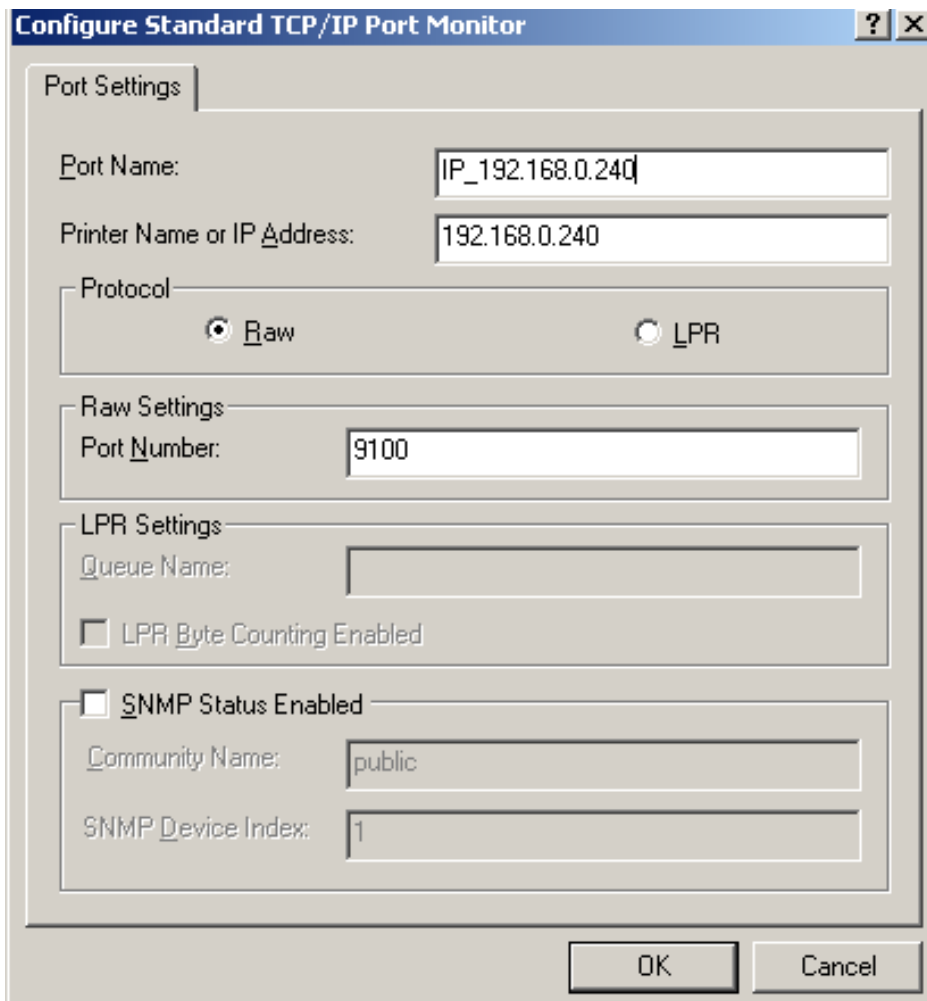 Configure Standard TCP/IP Port Monitor
Port Settings
Port Name: IP_192.168.0.240
Printer Name or IP Address: 192.168.0.240
Protocol
Raw LPR
Raw Settings
Port Number: 9100
LPR Settings
Queue Name:
LPR Byte Counting Enabled
SNMP Status Enabled
Community Name: public
SNMP Device Index: 1
OK Cancel